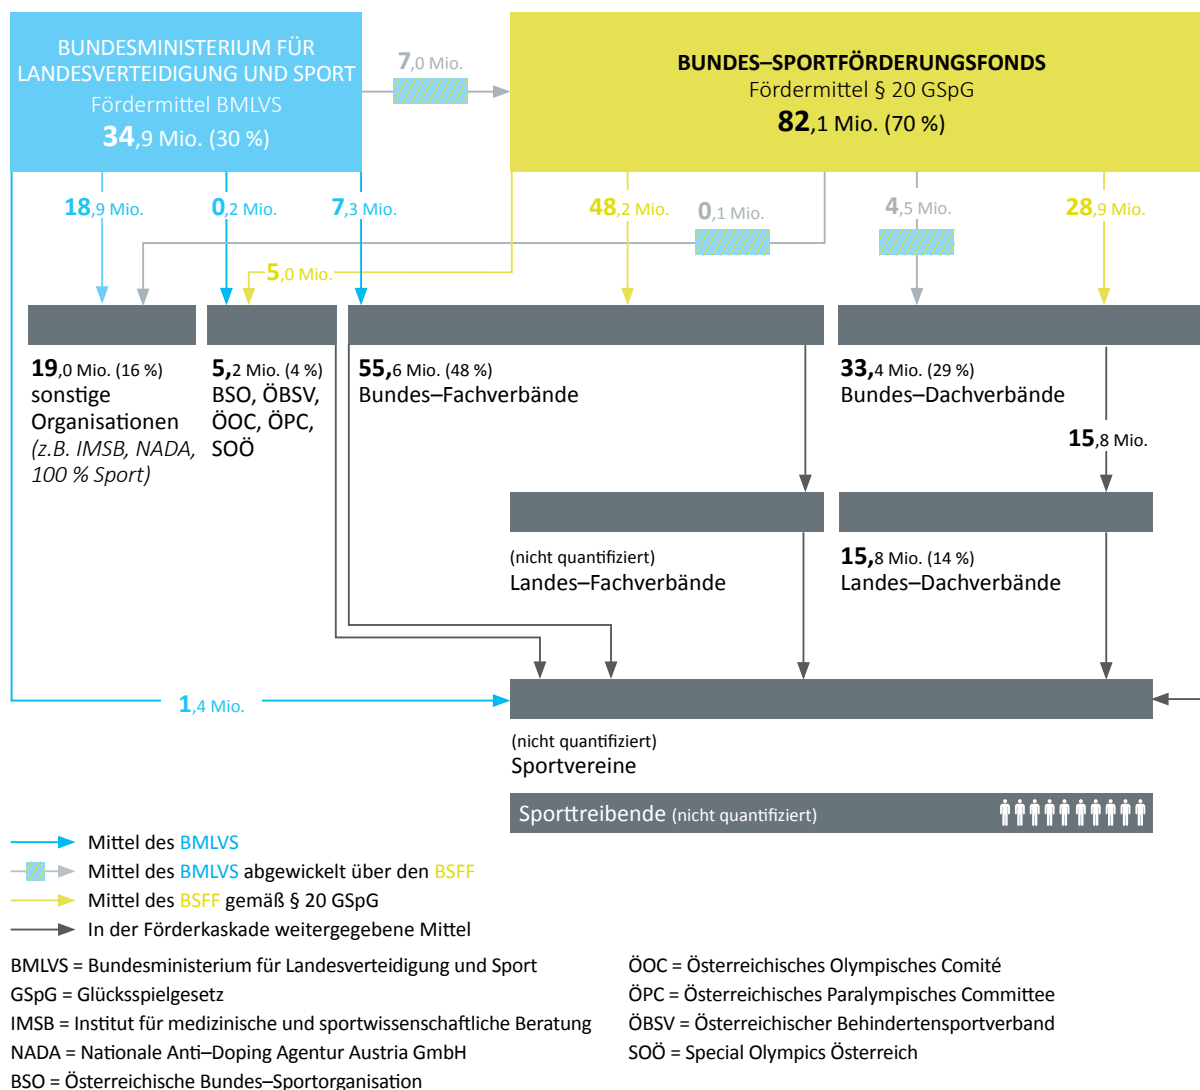 BUNDESMINISTERIUM FÜR
LANDESVERTEIDIGUNG UND SPORT
Fördermittel BMLVS
34,9 Mio. (30 %)
7,0 Mio.
BUNDES–SPORTFÖRDERUNGSFONDS
Fördermittel § 20 GSpG
82,1 Mio. (70 %)
18,9 Mio.
0,2 Mio.
7,3 Mio.
48,2 Mio.
0,1 Mio.
4,5 Mio.
28,9 Mio.
5,0 Mio.
19,0 Mio. (16 %)
sonstige
Organisationen
(z.B. IMSB, NADA,
100 % Sport)
5,2 Mio. (4 %)
BSO, ÖBSV,
ÖOC, ÖPC,
SOÖ
55,6 Mio. (48 %)
Bundes–Fachverbände
33,4 Mio. (29 %)
Bundes–Dachverbände
15,8 Mio.
(nicht quantifiziert)
Landes–Fachverbände
15,8 Mio. (14 %)
Landes–Dachverbände
1,4 Mio.
(nicht quantifiziert)
Sportvereine
Sporttreibende (nicht quantifiziert)
Mittel des BMLVS
Mittel des BMLVS abgewickelt über den BSFF
Mittel des BSFF gemäß § 20 GSpG
In der Förderkaskade weitergegebene Mittel
BMLVS = Bundesministerium für Landesverteidigung und Sport
GSpG = Glücksspielgesetz
IMSB = Institut für medizinische und sportwissenschaftliche Beratung
NADA = Nationale Anti–Doping Agentur Austria GmbH
BSO = Österreichische Bundes–Sportorganisation
ÖOC = Österreichisches Olympisches Comité
ÖPC = Österreichisches Paralympisches Committee
ÖBSV = Österreichischer Behindertensportverband
SOÖ = Special Olympics Österreich